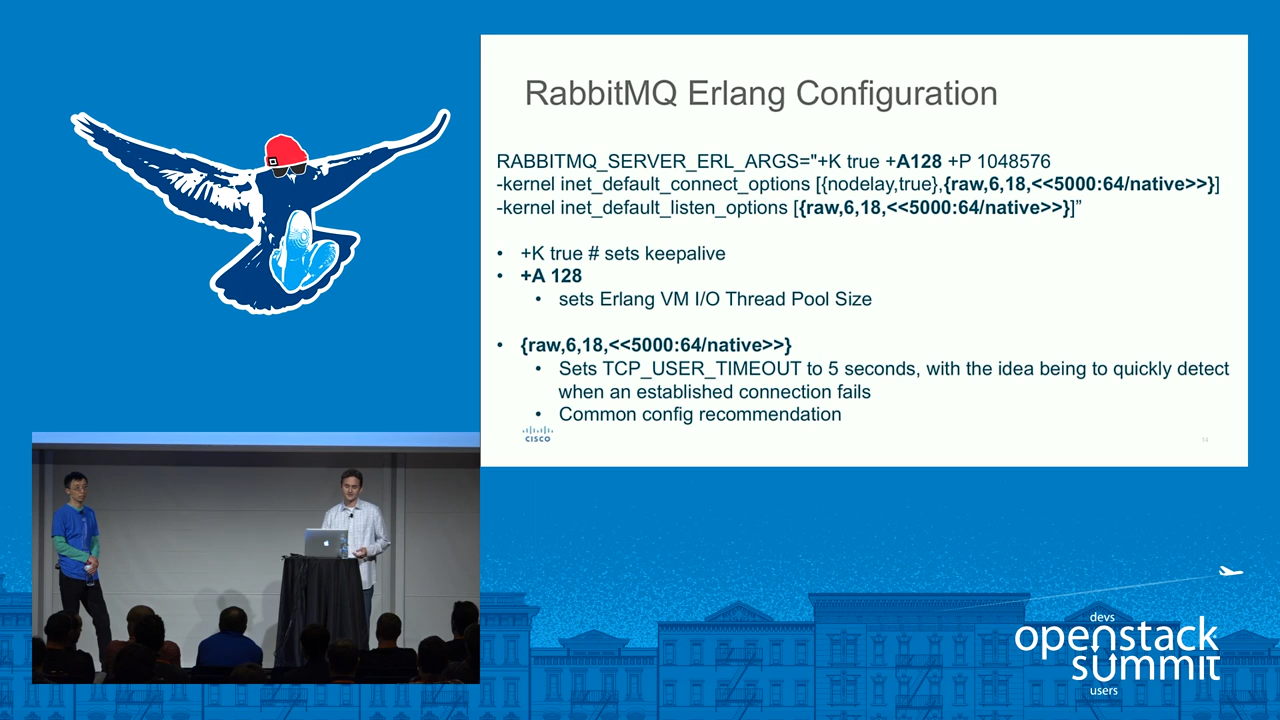 RabbitMQ Erlang Configuration
RABBITMQ_SERVER_ERL_ARGS="+K true +A128 +P 1048576
-kernel inet_default_connect_options [{nodelay,true},{raw,6,18,<<5000:64/native>>}]
-kernel inet_default_listen_options [{raw,6,18,<<5000:64/native>>}]”
• +K true # sets keepalive
• +A 128
• sets Erlang VM I/O Thread Pool Size
• {raw,6,18,<<5000:64/native>>}
• Sets TCP_USER_TIMEOUT to 5 seconds, with the idea being to quickly detect
when an established connection fails
• Common config recommendation
CISCO
devs
openstack
summit
users